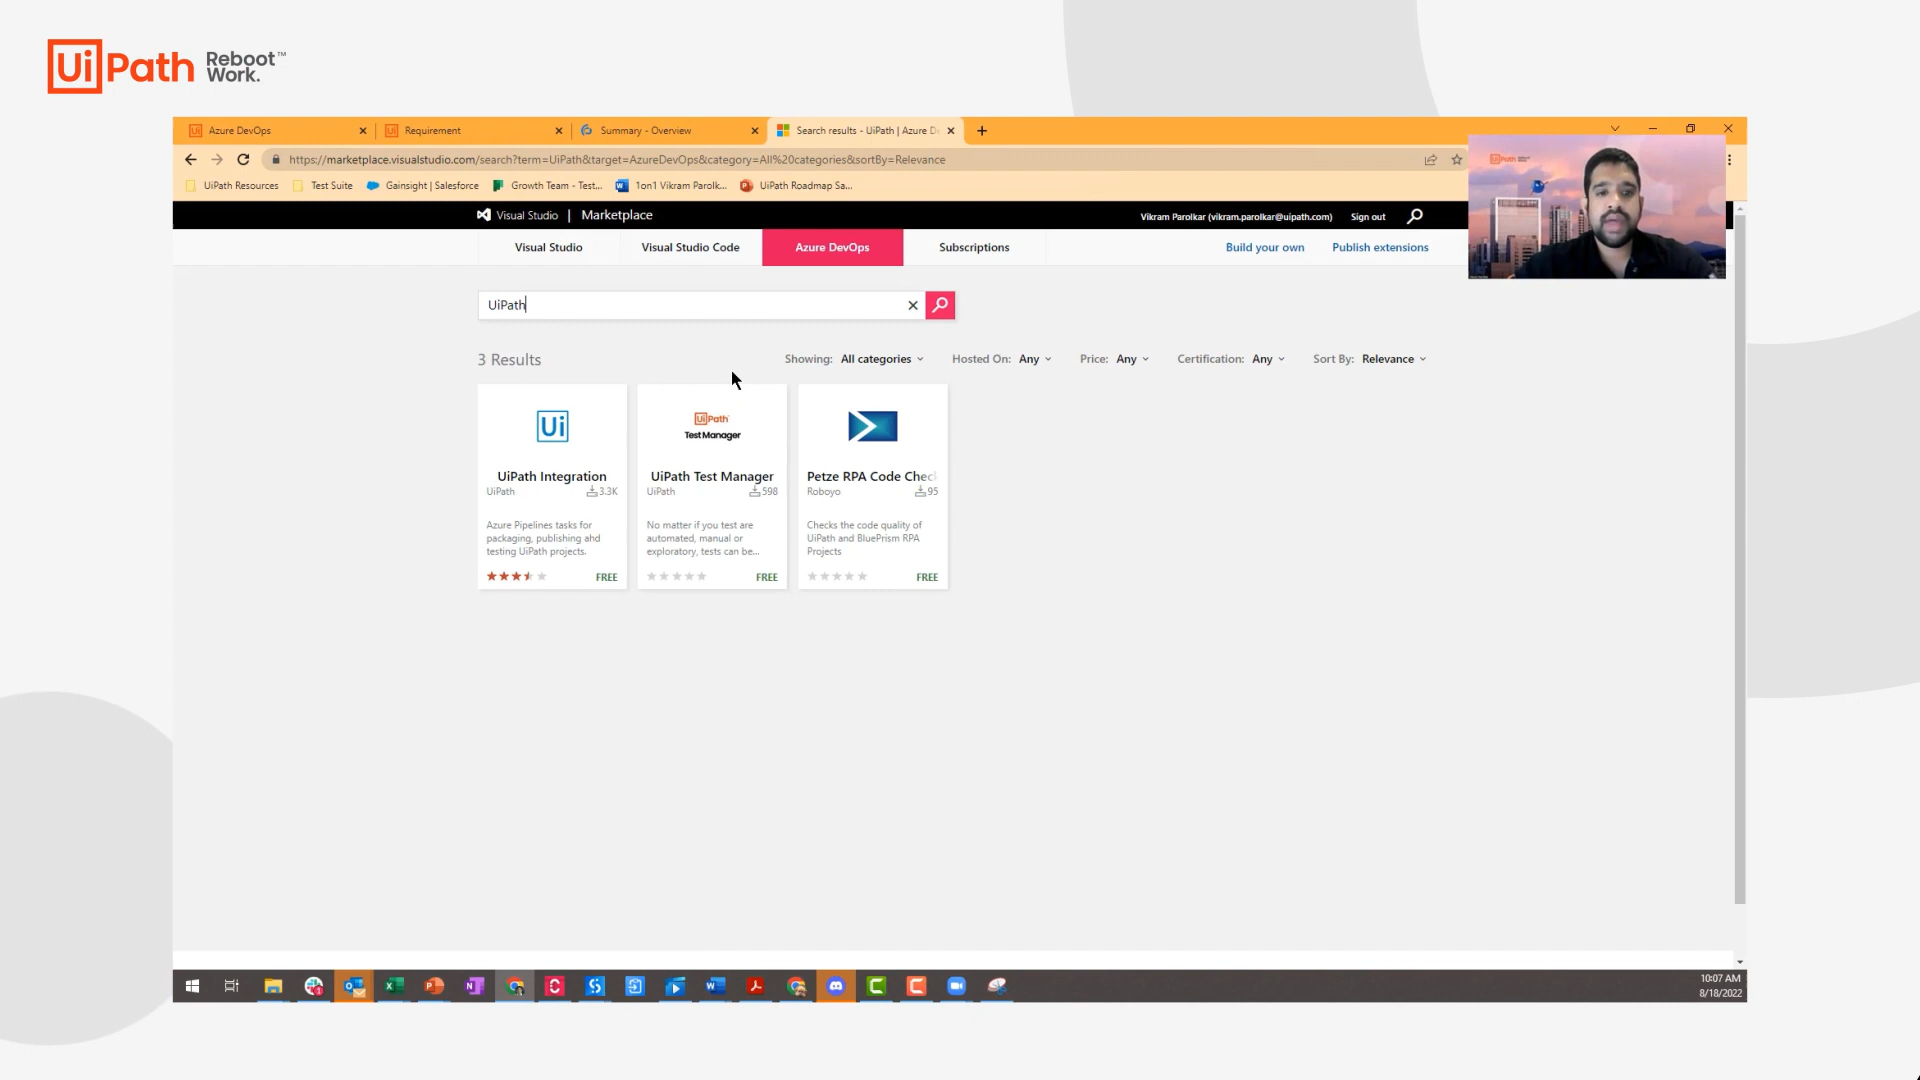 UiPath Reboot™
Work.
Azure DevOps
Requirement
Summary - Overview
Search results - UiPath | Azure D
https://marketplace.visualstudio.com/search?term=UiPath&target=AzureDevOps&category=All%20categories&sortBy=Relevance
UiPath Resources
Test Suite
Gainsight | Salesforce
Growth Team - Test...
1on1 Vikram Parolk...
UiPath Roadmap Sa...
Visual Studio | Marketplace
Vikram Parolkar (vikram.parolkar@uipath.com)
Sign out
Visual Studio
Visual Studio Code
Azure DevOps
Subscriptions
Build your own
Publish extensions
UiPath
3 Results
Showing: All categories
Hosted On: Any
Price: Any
Certification: Any
Sort By: Relevance
Ui
UiPath Integration
UiPath 3.3K
Azure Pipelines tasks for
packaging, publishing and
testing UiPath projects.
FREE
UiPath
Test Manager
UiPath Test Manager
UiPath 598
No matter if you test are
automated, manual or
exploratory, tests can be...
FREE
Petze RPA Code Chec
Roboyo 95
Checks the code quality of
UiPath and BluePrism RPA
Projects
FREE
10:07 AM
8/18/2022